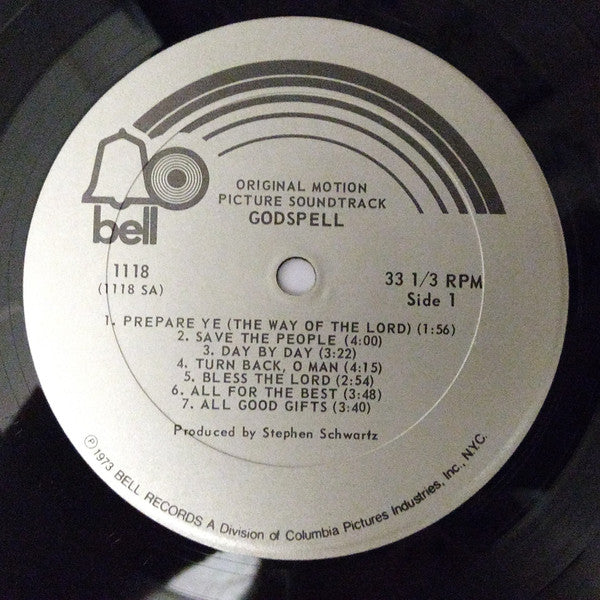 bell
ORIGINAL MOTION
PICTURE SOUNDTRACK
GODSPELL
1118
(1118 SA)
33 1/3 RPM
Side 1
1. PREPARE YE (THE WAY OF THE LORD) (1:56)
2. SAVE THE PEOPLE (4:00)
3. DAY BY DAY (3:22)
4. TURN BACK, O MAN (4:15)
5. BLESS THE LORD (2:54)
6. ALL FOR THE BEST (3:48)
7. ALL GOOD GIFTS (3:40)
Produced by Stephen Schwartz
℗ 1973 BELL RECORDS A Division of Columbia Pictures Industries, Inc., N.Y.C.